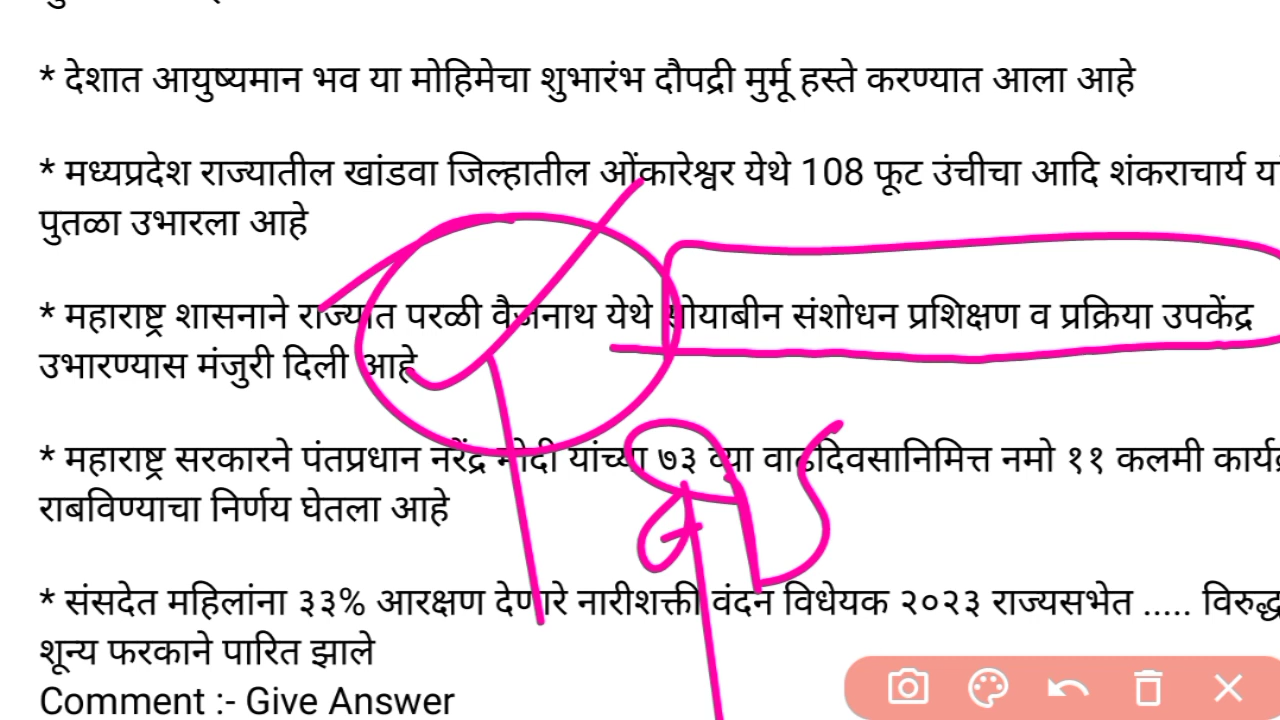 * देशात आयुष्यमान भव या मोहिमेचा शुभारंभ दौपद्री मुर्मू हस्ते करण्यात आला आहे
* मध्यप्रदेश राज्यातील खांडवा जिल्हातील ओंकारेश्वर येथे 108 फूट उंचीचा आदि शंकराचार्य
पुतळा उभारला आहे
* महाराष्ट्र शासनाने राज्यात परळी वैजनाथ येथे सोयाबीन संशोधन प्रशिक्षण व प्रक्रिया उपकेंद्र
उभारण्यास मंजुरी दिली आहे
* महाराष्ट्र सरकारने पंतप्रधान नरेंद्र मोदी यांच्या ७३ व्या वाढदिवसानिमित्त नमो ११ कलमी
राबविण्याचा निर्णय घेतला आहे
* संसदेत महिलांना ३३% आरक्षण देणारे नारीशक्ती वंदन विधेयक २०२३ राज्यसभेत ..... विरुद्ध
शून्य फरकाने पारित झाले
Comment :- Give Answer